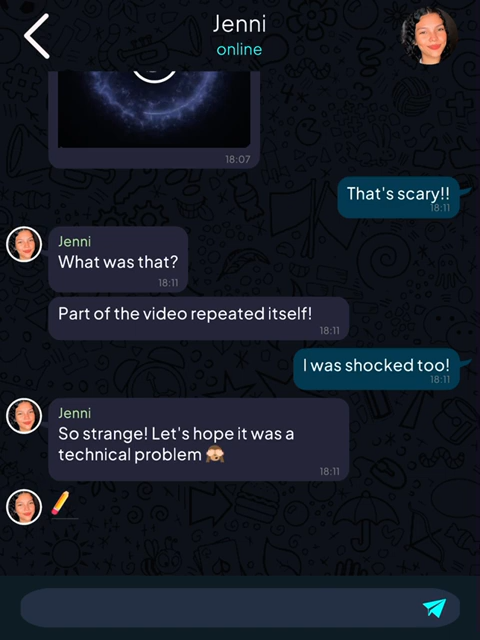 Jenni
online
18:07
That's scary!!
18:11
Jenni
What was that?
18:11
Part of the video repeated itself!
18:11
I was shocked too!
18:11
Jenni
So strange! Let's hope it was a
technical problem 🙈
18:11